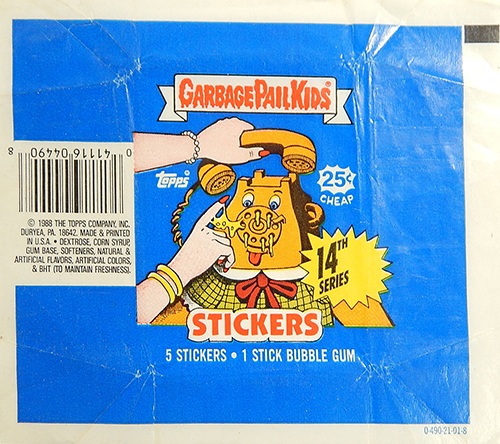 GARBAGE PAIL KIDS
topps
25¢
CHEAP
14TH
SERIES
STICKERS
5 STICKERS • 1 STICK BUBBLE GUM
0 41116 04490 8
© 1988 THE TOPPS COMPANY, INC.
DURYEA, PA. 18642. MADE & PRINTED
IN U.S.A. • DEXTROSE, CORN SYRUP,
GUM BASE, SOFTENERS, NATURAL &
ARTIFICIAL FLAVORS, ARTIFICIAL COLORS,
& BHT (TO MAINTAIN FRESHNESS).
0-490-21-01-8